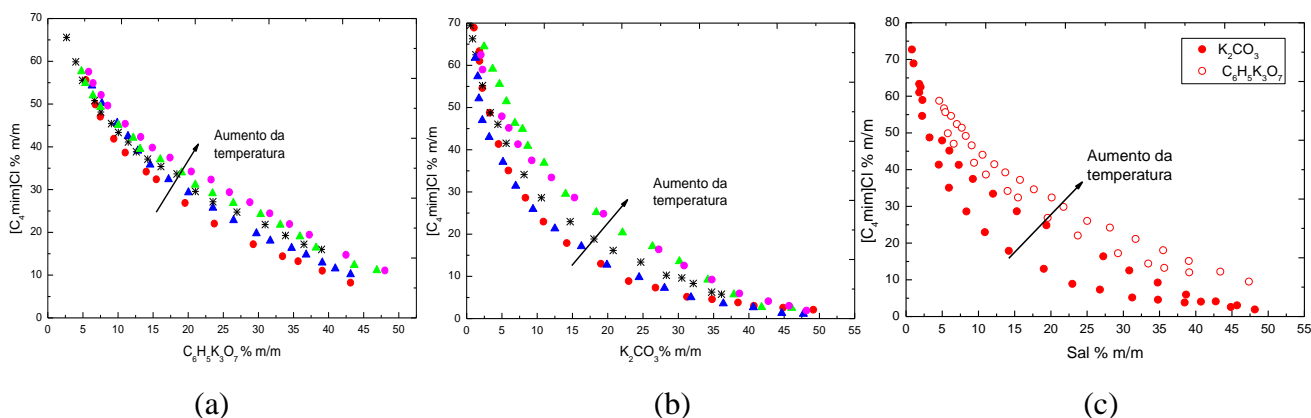 [C₄mim]Cl % m/m
70
60
50
40
30
20
10
0
0 5 10 15 20 25 30 35 40 45 50
C₆H₅K₃O₇ % m/m
Aumento da
temperatura
(a)
[C₄mim]Cl % m/m
70
60
50
40
30
20
10
0
0 5 10 15 20 25 30 35 40 45 50 55
K₂CO₃% m/m
Aumento da
temperatura
(b)
[C₄mim]Cl % m/m
80
70
60
50
40
30
20
10
0
0 5 10 15 20 25 30 35 40 45 50 55
Sal % m/m
K₂CO₃
C₆H₅K₃O₇
Aumento da
temperatura
(c)